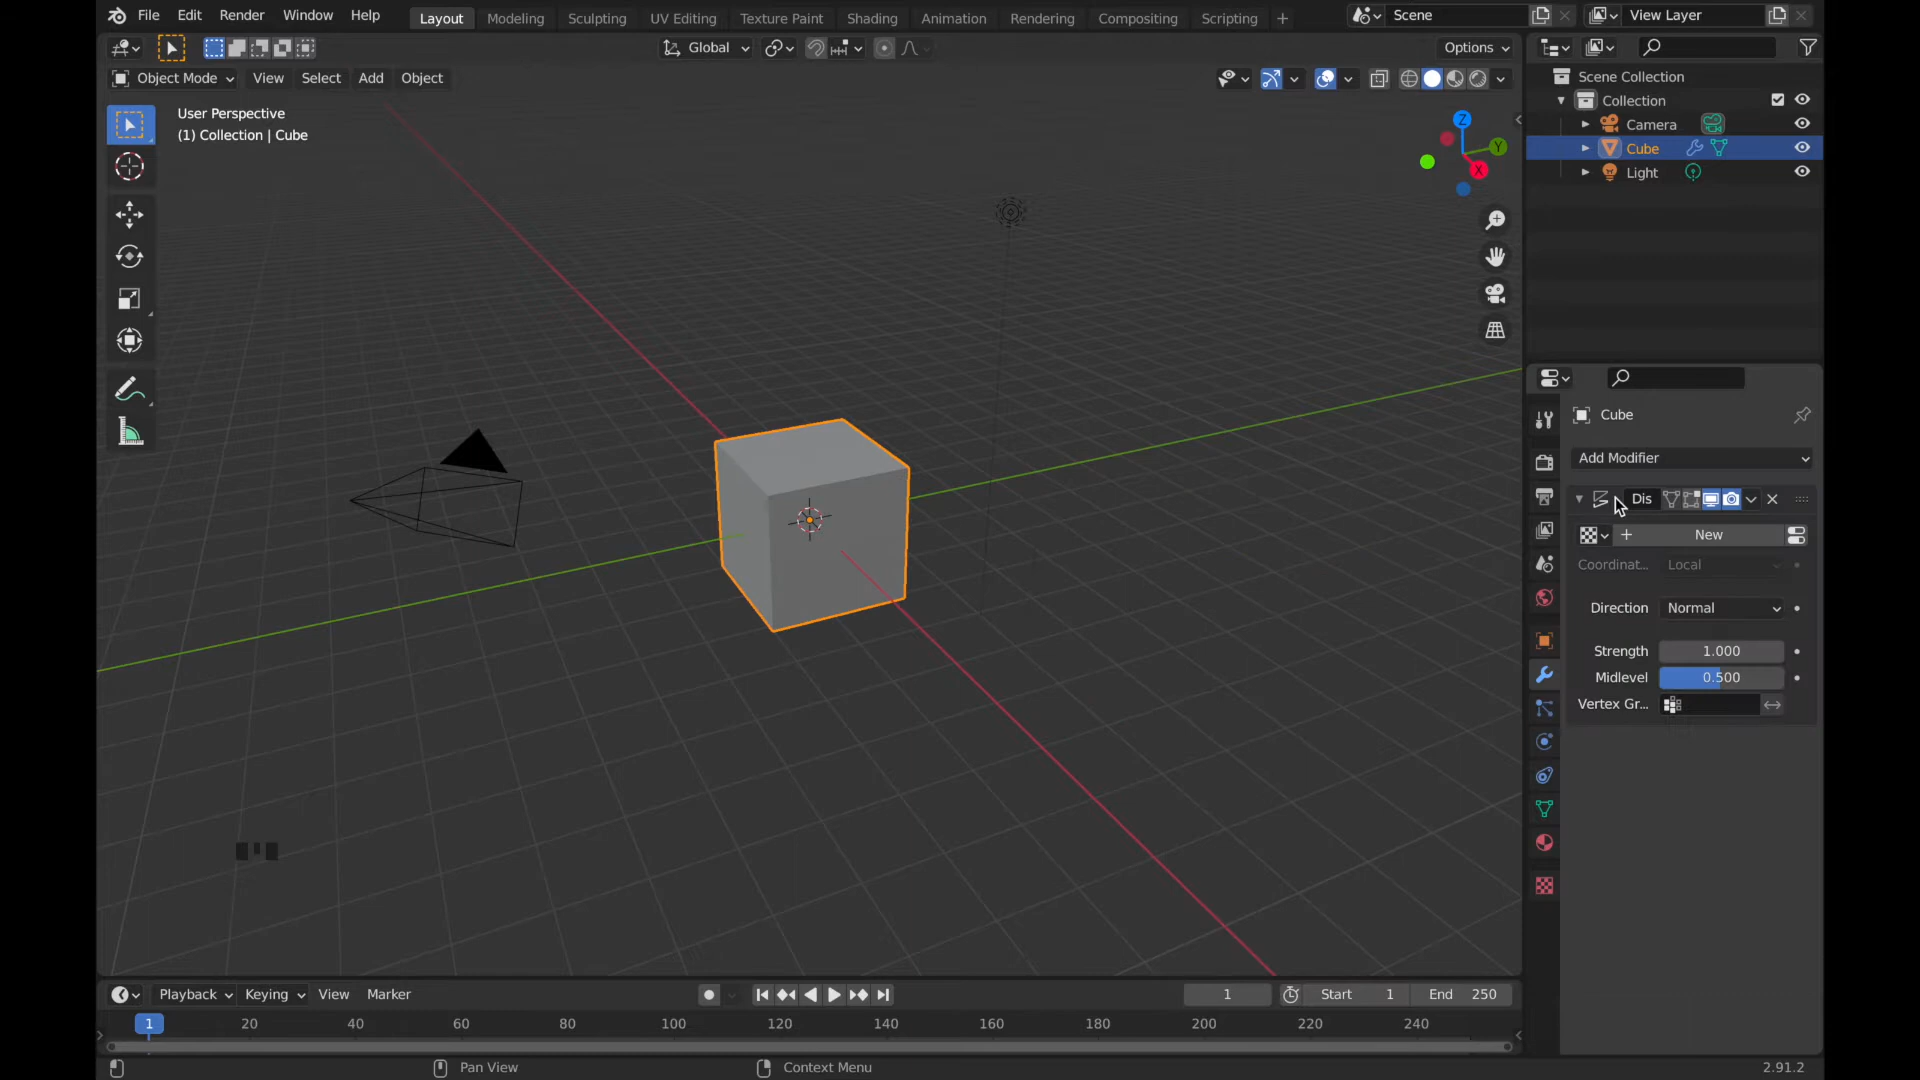 File Edit Render Window Help Layout Modeling Sculpting UV Editing Texture Paint Shading Animation Rendering Compositing Scripting + Scene View Layer
Global Options
Object Mode View Select Add Object
User Perspective
(1) Collection | Cube
Z
Y
X
Scene Collection
Collection
Camera
Cube
Light
Cube
Add Modifier
Dis
+ New
Coordinat... Local
Direction Normal
Strength 1.000
Midlevel 0.500
Vertex Gr...
Playback Keying View Marker 1 Start 1 End 250
1 20 40 60 80 100 120 140 160 180 200 220 240
Pan View Context Menu 2.91.2